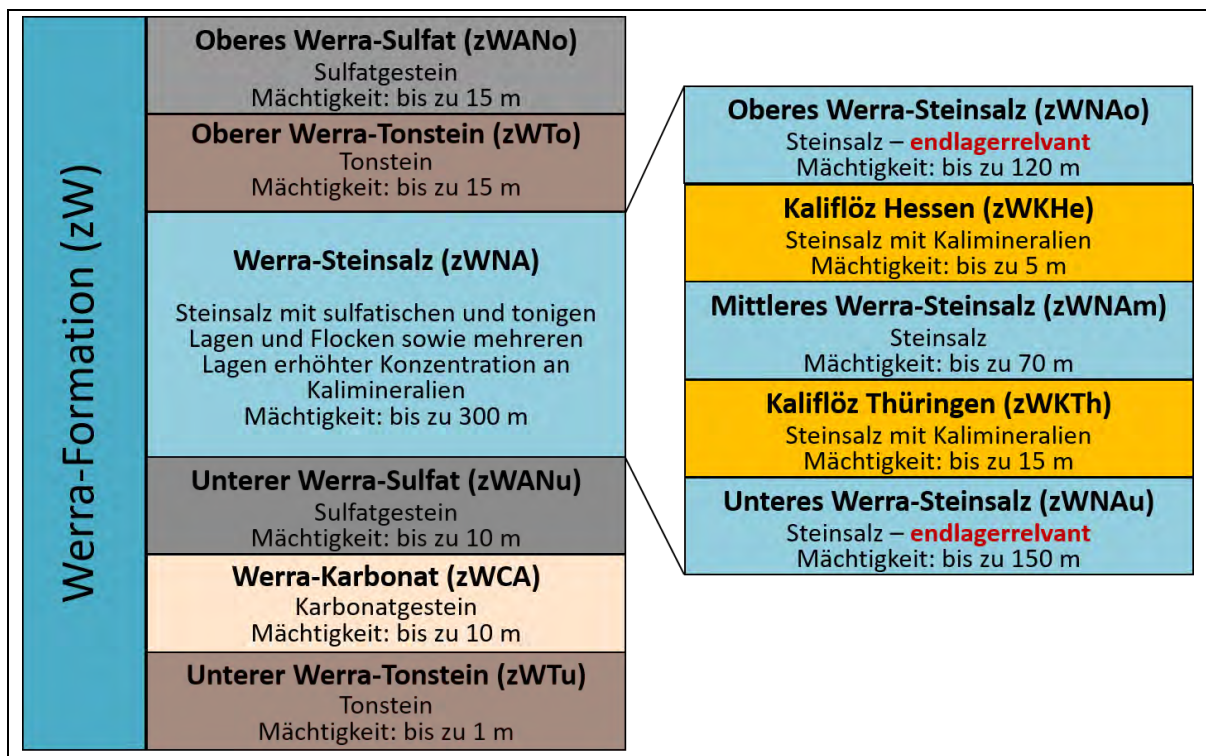 Werra-Formation (zW)
Oberes Werra-Sulfat (zWANo)
Sulfatgestein
Mächtigkeit: bis zu 15 m
Oberer Werra-Tonstein (zWTo)
Tonstein
Mächtigkeit: bis zu 15 m
Werra-Steinsalz (zWNA)
Steinsalz mit sulfatischen und tonigen
Lagen und Flocken sowie mehreren
Lagen erhöhter Konzentration an
Kalimineralien
Mächtigkeit: bis zu 300 m
Unterer Werra-Sulfat (zWANu)
Sulfatgestein
Mächtigkeit: bis zu 10 m
Werra-Karbonat (zWCA)
Karbonatgestein
Mächtigkeit: bis zu 10 m
Unterer Werra-Tonstein (zWTu)
Tonstein
Mächtigkeit: bis zu 1 m
Oberes Werra-Steinsalz (zWNAo)
Steinsalz – endlagerrelvant
Mächtigkeit: bis zu 120 m
Kaliflöz Hessen (zWKHe)
Steinsalz mit Kalimineralien
Mächtigkeit: bis zu 5 m
Mittleres Werra-Steinsalz (zWNAm)
Steinsalz
Mächtigkeit: bis zu 70 m
Kaliflöz Thüringen (zWKTh)
Steinsalz mit Kalimineralien
Mächtigkeit: bis zu 15 m
Unteres Werra-Steinsalz (zWNAu)
Steinsalz – endlagerrelvant
Mächtigkeit: bis zu 150 m